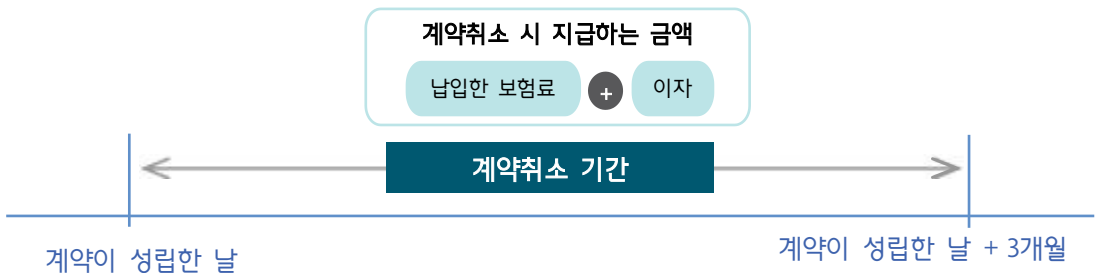 계약취소 시 지급하는 금액
납입한 보험료 + 이자
계약취소 기간
계약이 성립한 날
계약이 성립한 날 + 3개월